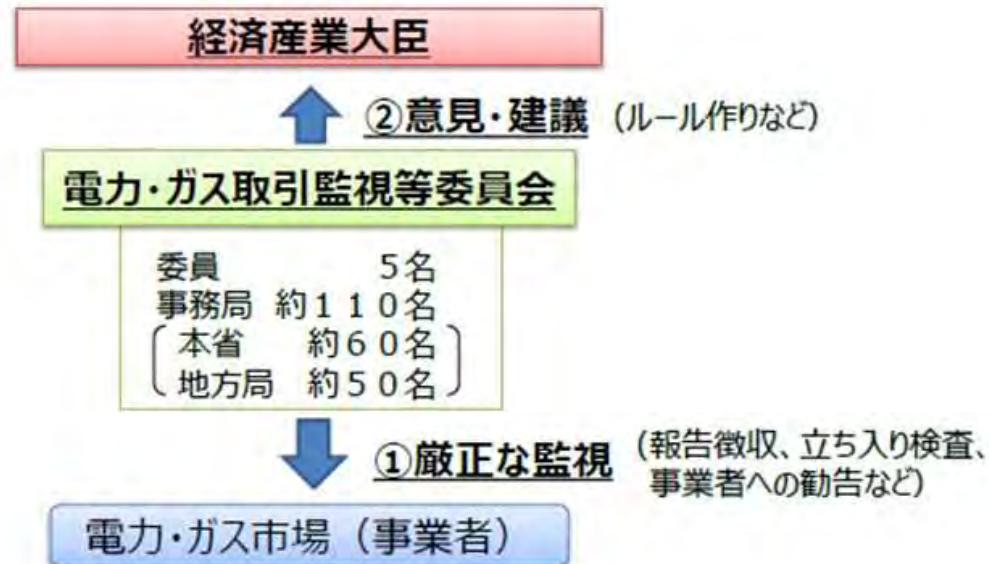 経済産業大臣
②意見・建議 (ルール作りなど)
電力・ガス取引監視等委員会
委員 5名
事務局 約110名
本省 約60名
地方局 約50名
①厳正な監視 (報告徴収、立ち入り検査、
事業者への勧告など)
電力・ガス市場(事業者)